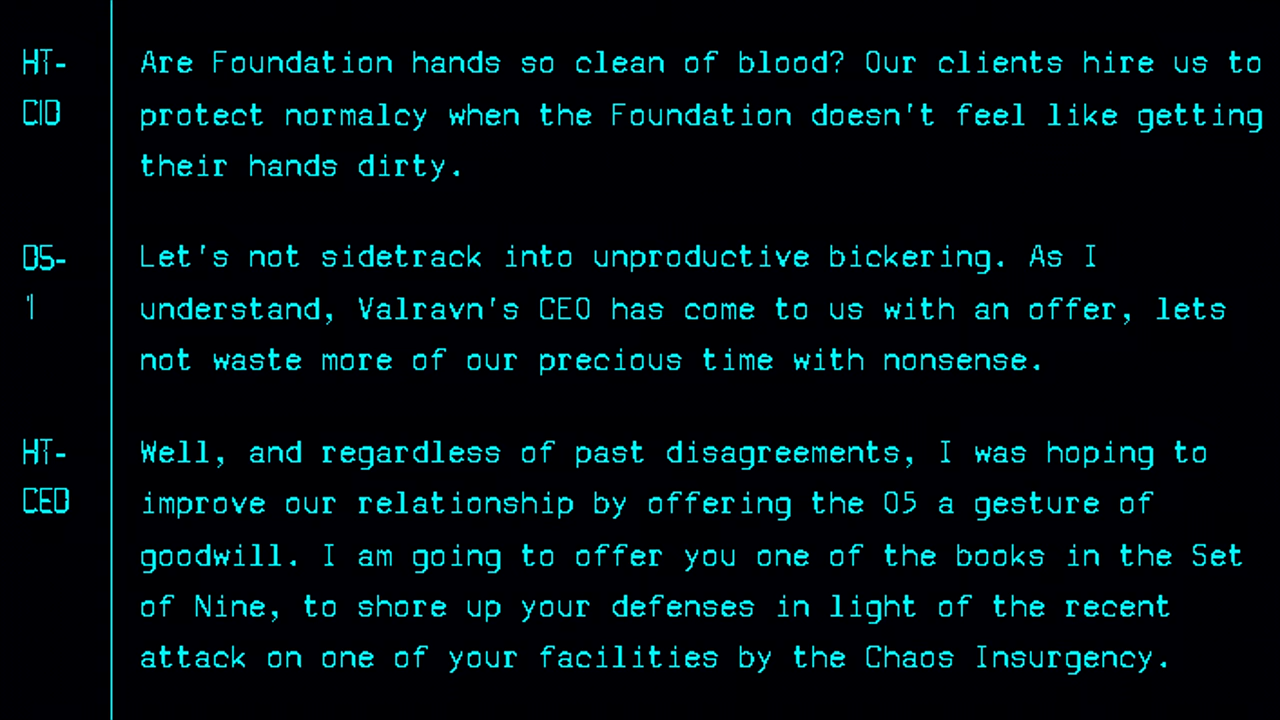 HT- Are Foundation hands so clean of blood? Our clients hire us to
CIO protect normalcy when the Foundation doesn't feel like getting
their hands dirty.
O5- Let's not sidetrack into unproductive bickering. As I
1 understand, Valravn's CEO has come to us with an offer, lets
not waste more of our precious time with nonsense.
HT- Well, and regardless of past disagreements, I was hoping to
CEO improve our relationship by offering the O5 a gesture of
goodwill. I am going to offer you one of the books in the Set
of Nine, to shore up your defenses in light of the recent
attack on one of your facilities by the Chaos Insurgency.